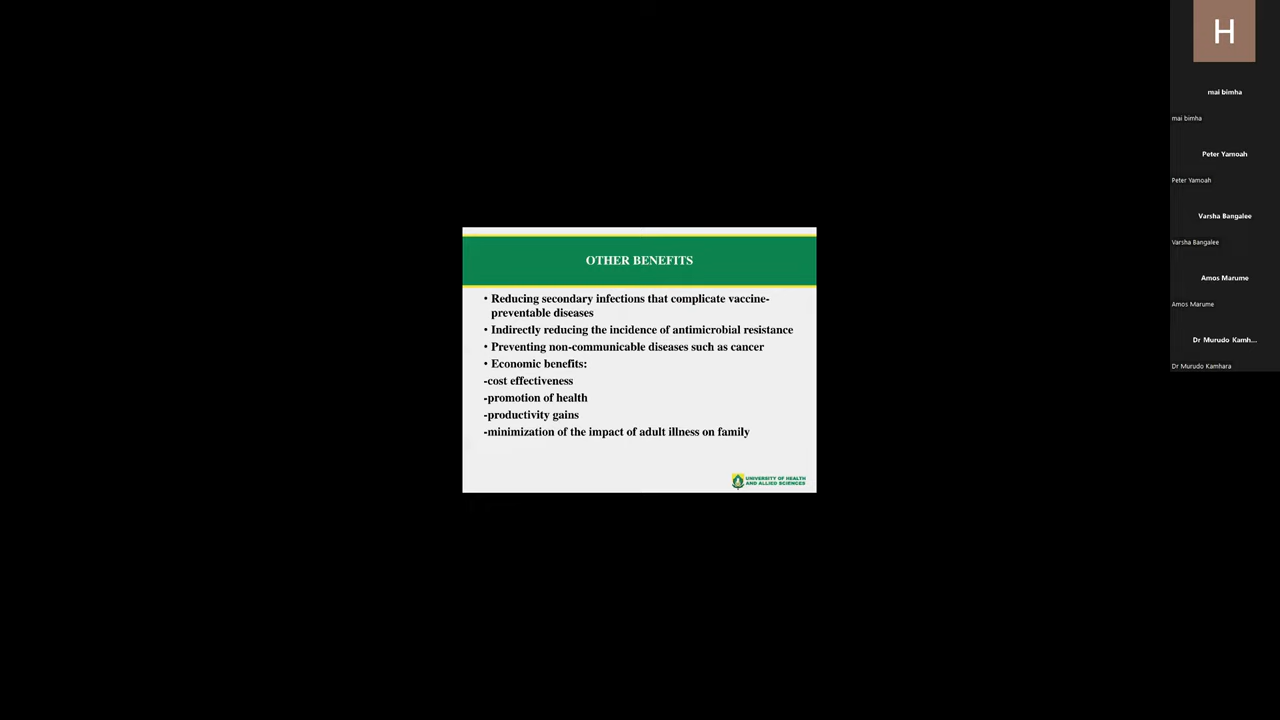 H
mai bimha
mai bimha
Peter Yamoah
Peter Yamoah
Varsha Bangalee
Varsha Bangalee
Amos Marume
Amos Marume
Dr Murudo Kamh...
Dr Murudo Kamhara
OTHER BENEFITS
• Reducing secondary infections that complicate vaccine-
preventable diseases
• Indirectly reducing the incidence of antimicrobial resistance
• Preventing non-communicable diseases such as cancer
• Economic benefits:
-cost effectiveness
-promotion of health
-productivity gains
-minimization of the impact of adult illness on family
UNIVERSITY OF HEALTH
AND ALLIED SCIENCES